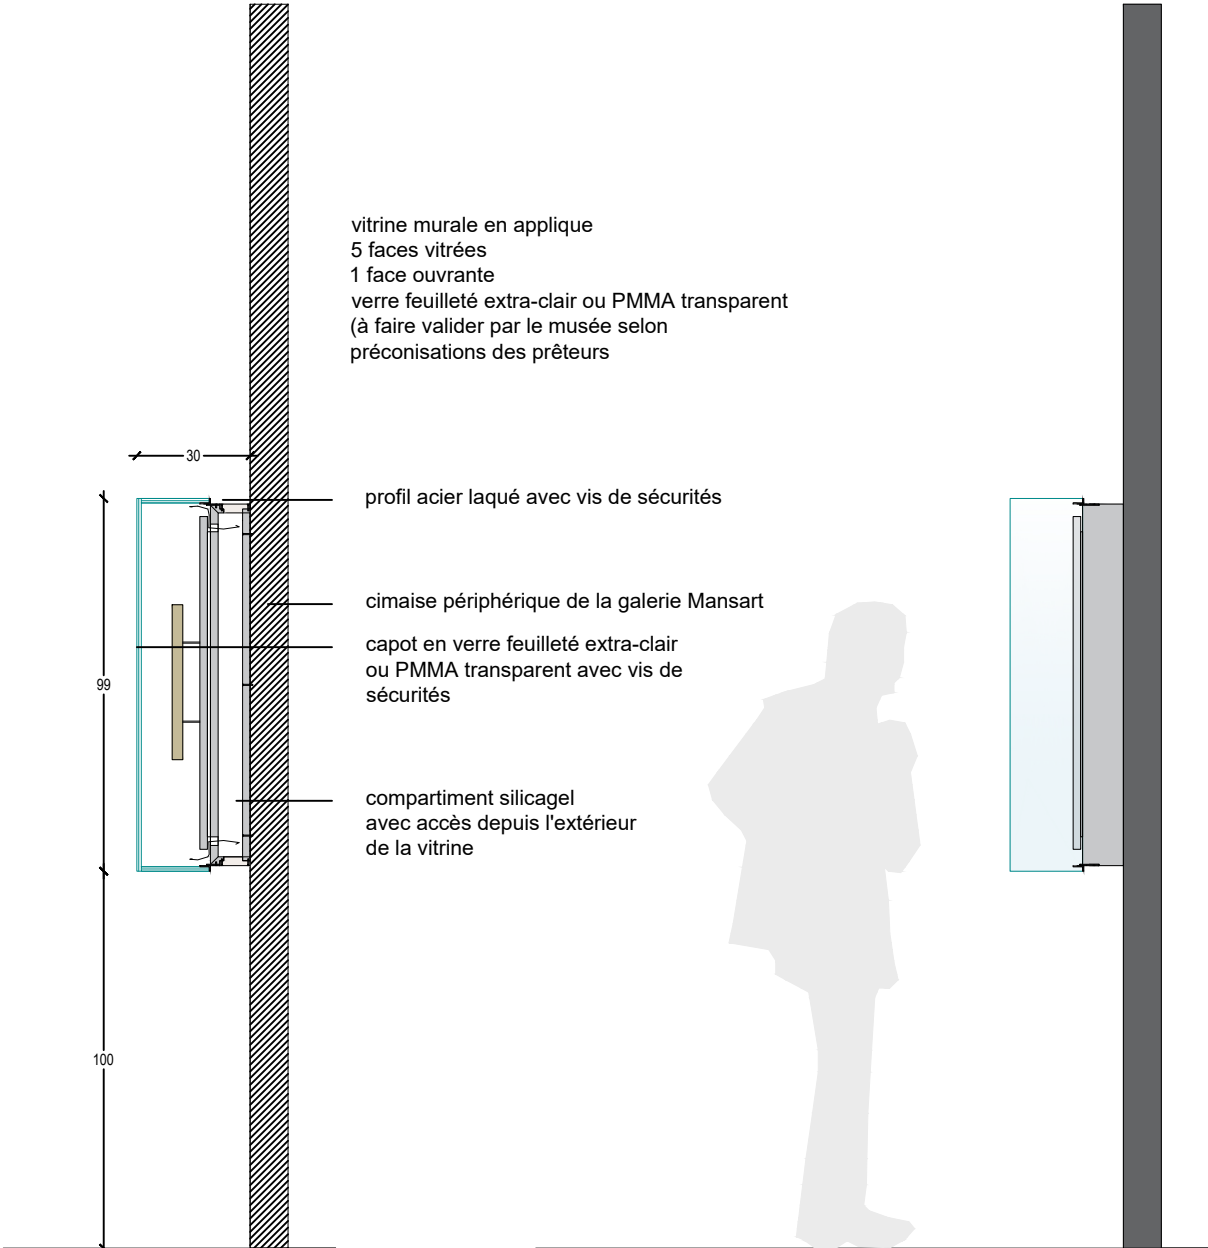 vitrine murale en applique
5 faces vitrées
1 face ouvrante
verre feuilleté extra-clair ou PMMA transparent
(à faire valider par le musée selon
préconisations des prêteurs
30
profil acier laqué avec vis de sécurités
cimaise périphérique de la galerie Mansart
capot en verre feuilleté extra-clair
ou PMMA transparent avec vis de
sécurités
99
compartiment silicagel
avec accès depuis l'extérieur
de la vitrine
100